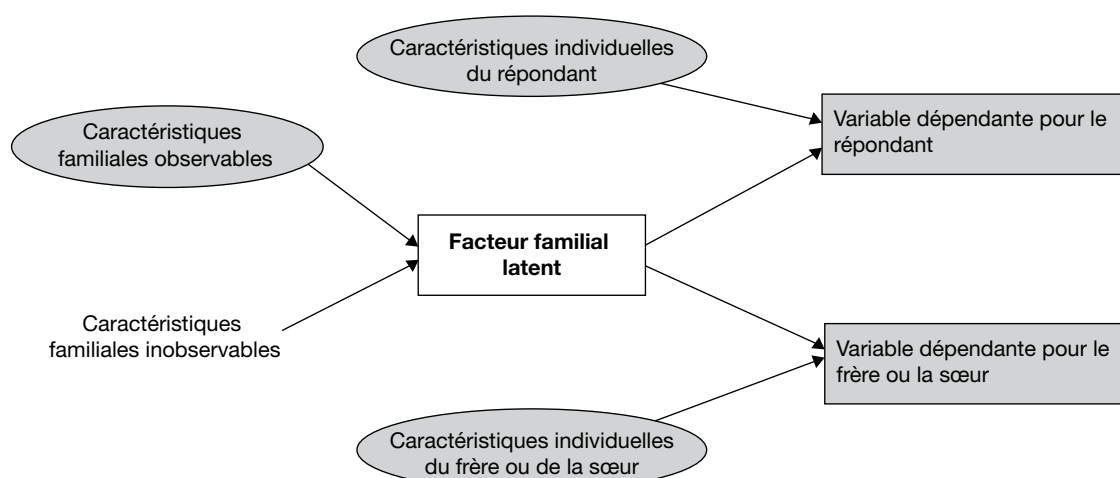 Caractéristiques individuelles
du répondant
Variable dépendante pour le
répondant
Caractéristiques
familiales observables
Facteur familial
latent
Caractéristiques
familiales inobservables
Variable dépendante pour le
frère ou la sœur
Caractéristiques individuelles
du frère ou de la sœur